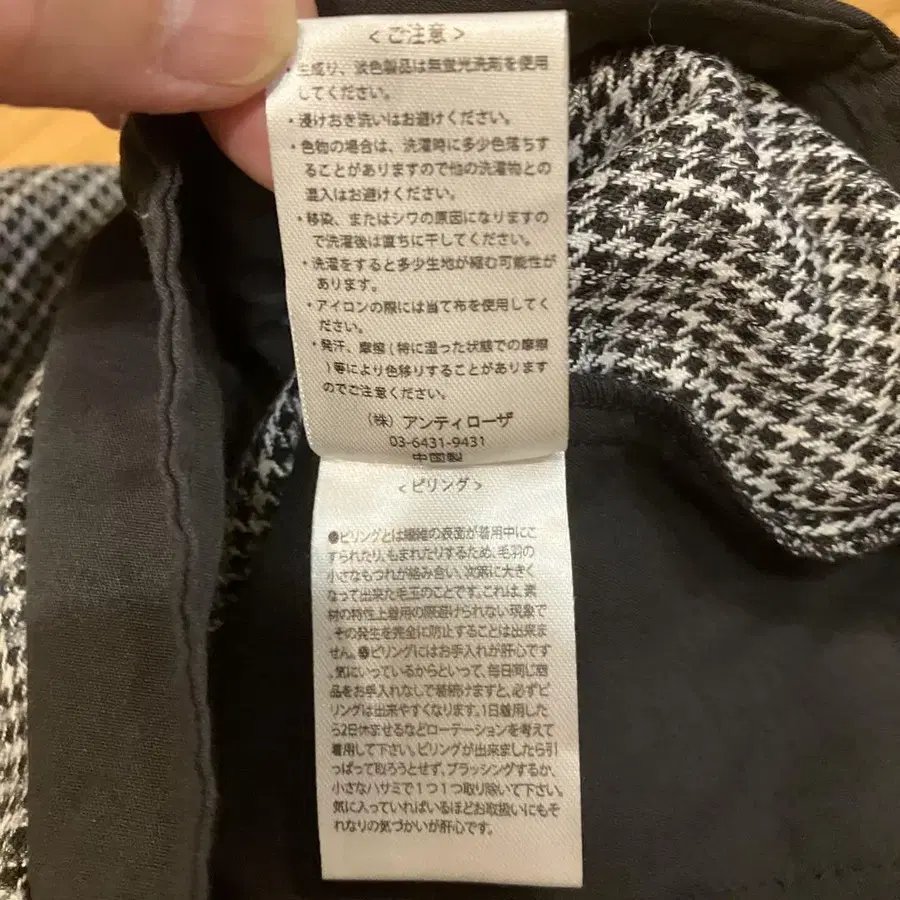 <ご注意>
・生成り、淡色製品は無蛍光洗剤を使用
してください。
・浸けおき洗いはお避けください。
・色物の場合は、洗濯時に多少色落ちす
ることがありますので他の洗濯物との
混入はお避けください。
・移染、またはシワの原因になりますの
で洗濯後は直ちに干してください。
・洗濯をすると多少生地が縮む可能性が
あります。
・アイロンの際には当て布を使用してく
ださい。
・発汗、摩擦(特に湿った状態での摩擦
)等により色移りすることがあります
のでご注意ください。
(株)アンティローザ
03-6431-9431
中国製
<ピリング>
●ピリングとは繊維の表面が着用中にこ
すられたり、もまれたりするため、毛羽の
小さなもつれが絡み合い、次第に大きく
なって出来た毛玉のことです。これは、素
材の特性上着用の際避けられない現象で
、その発生を完全に防止することは出来ま
せん。●ピリングにはお手入れが肝心です
。気にいっているからといって、毎日同じ商
品をお手入れなしで着続けますと、必ずピ
リングは出来やすくなります。1日着用した
ら2日休ませるなどローテーションを考えて
着用して下さい。ピリングが出来ましたら引
っぱって取ろうとせず、ブラッシングするか、
小さなハサミで1つ1つ取り除いて下さい。
気に入っていればいるほどお取扱いにもそ
れなりの気づかいが肝心です。